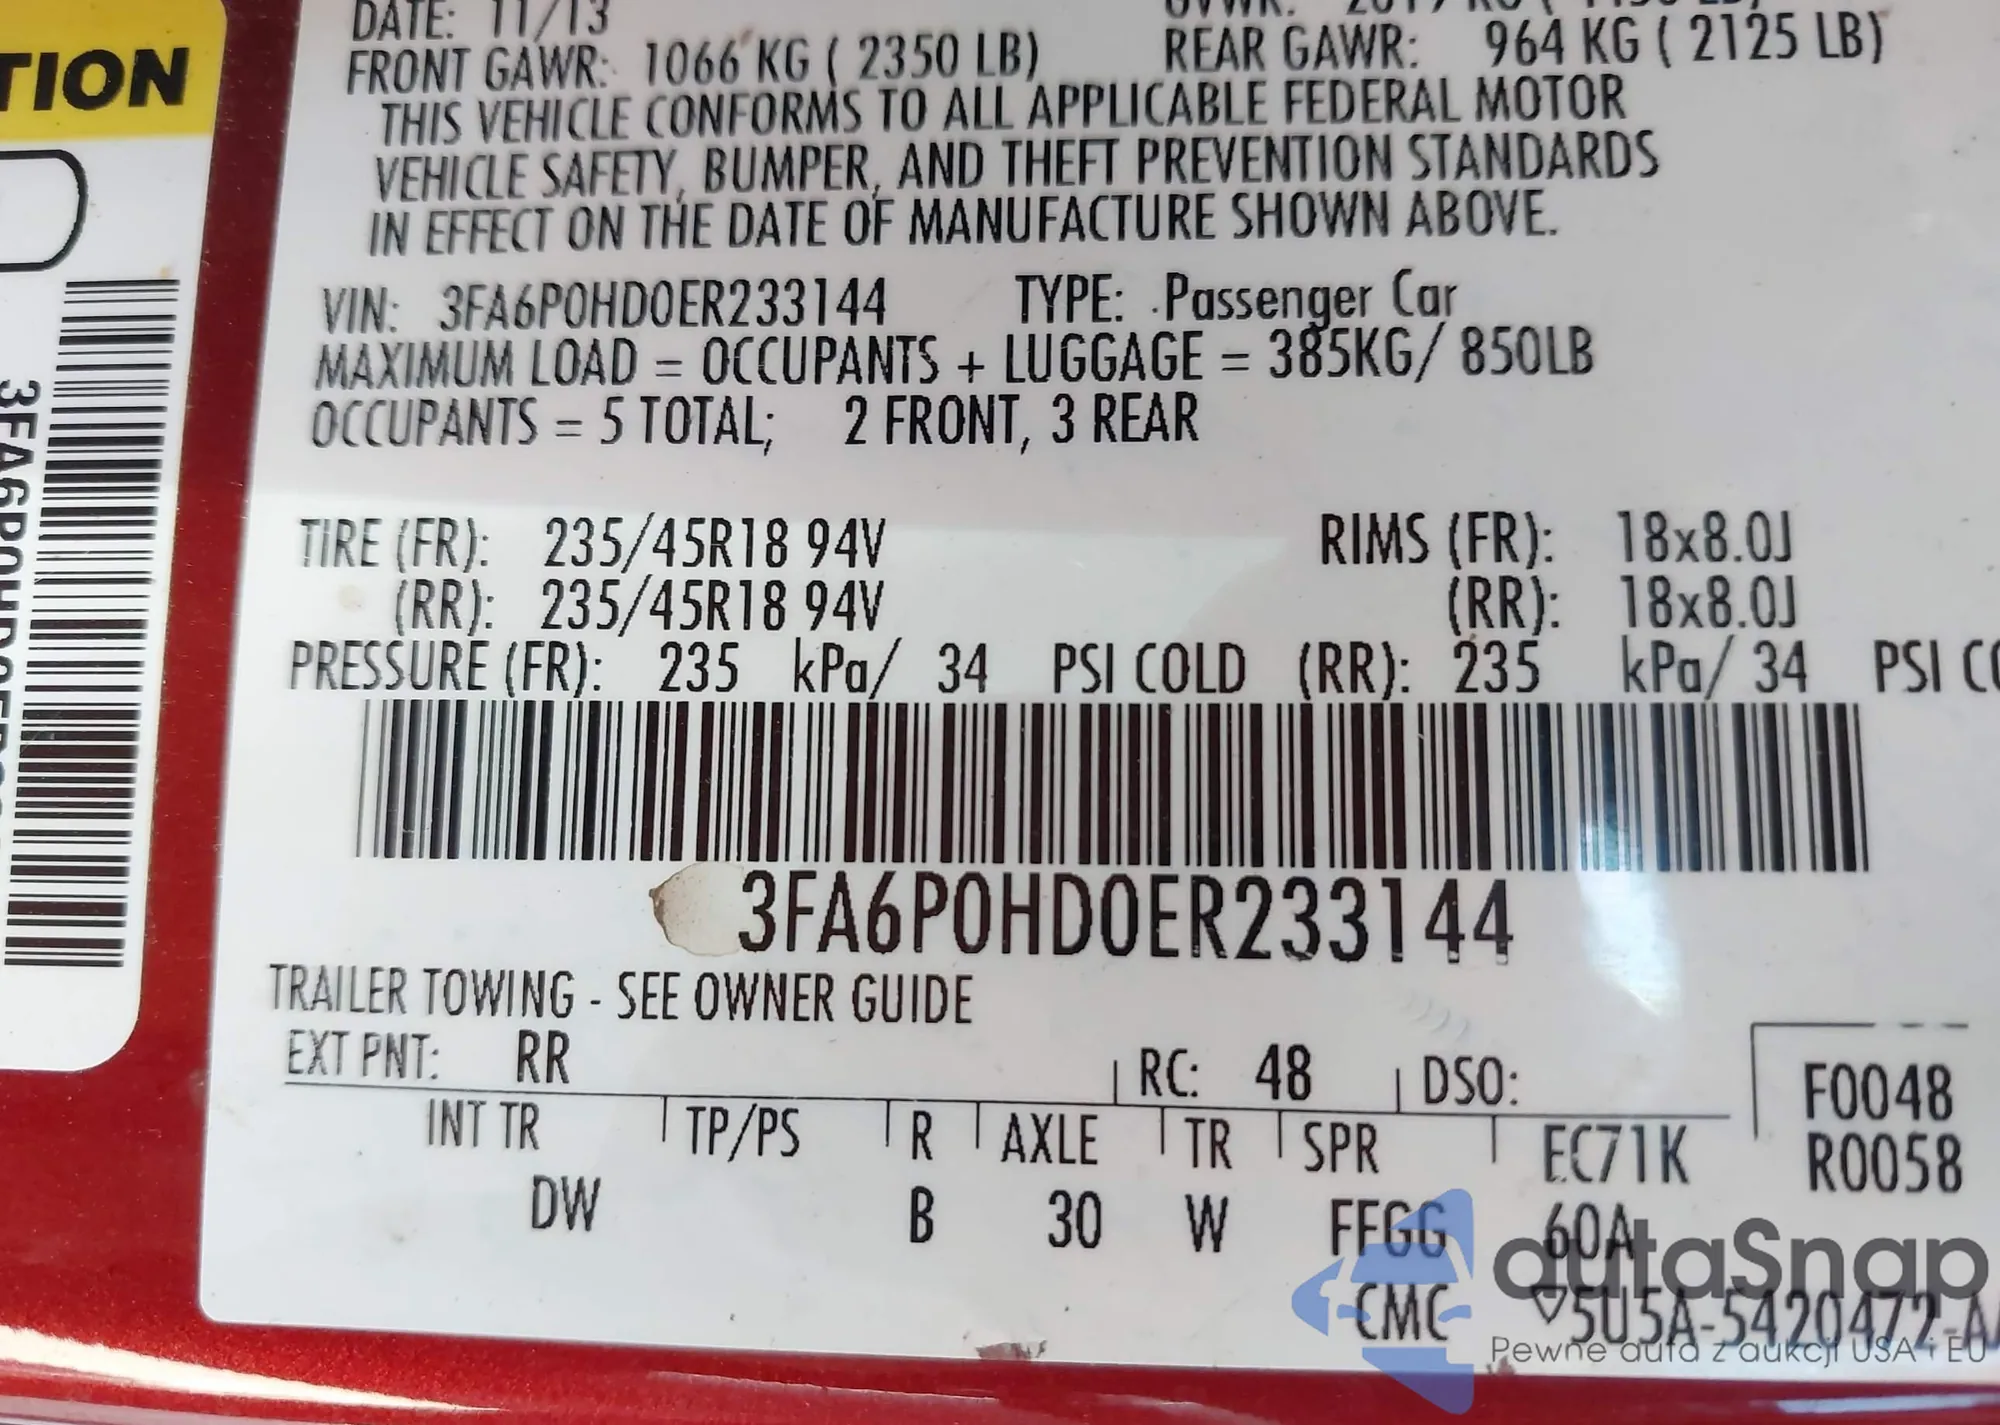 TION
DATE: 11/13
FRONT GAWR: 1066 KG ( 2350 LB) REAR GAWR: 964 KG ( 2125 LB)
THIS VEHICLE CONFORMS TO ALL APPLICABLE FEDERAL MOTOR
VEHICLE SAFETY, BUMPER, AND THEFT PREVENTION STANDARDS
IN EFFECT ON THE DATE OF MANUFACTURE SHOWN ABOVE.
VIN: 3FA6P0HD0ER233144 TYPE: Passenger Car
MAXIMUM LOAD = OCCUPANTS + LUGGAGE = 385KG/ 850LB
OCCUPANTS = 5 TOTAL; 2 FRONT, 3 REAR
TIRE (FR): 235/45R18 94V RIMS (FR): 18x8.0J
(RR): 235/45R18 94V (RR): 18x8.0J
PRESSURE (FR): 235 kPa/ 34 PSI COLD (RR): 235 kPa/ 34 PSI CO
3FA6P0HD0ER233144
TRAILER TOWING - SEE OWNER GUIDE
EXT PNT: RR RC: 48 DSO:
F0048
R0058
INT TR TP/PS R AXLE TR SPR EC71K
DW B 30 W FFGG 60A
CMC 5U5A-5420472-A
autaSnap
Pewne auta z aukcji USA i EU